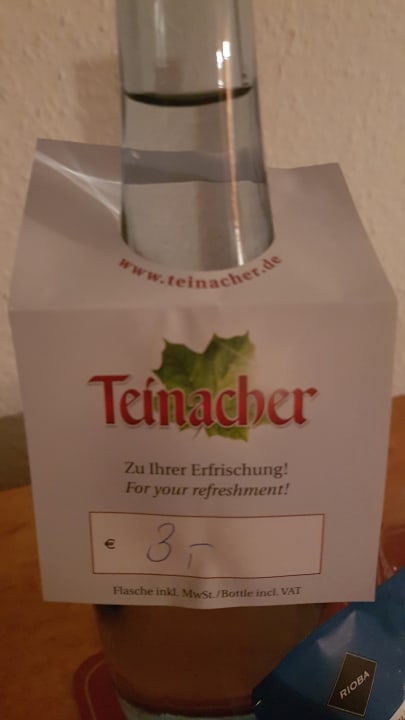 www.teinacher.de
Teinacher
Zu Ihrer Erfrischung!
For your refreshment!
€ 3,-
Flasche inkl. MwSt./Bottle incl. VAT
RIOBA